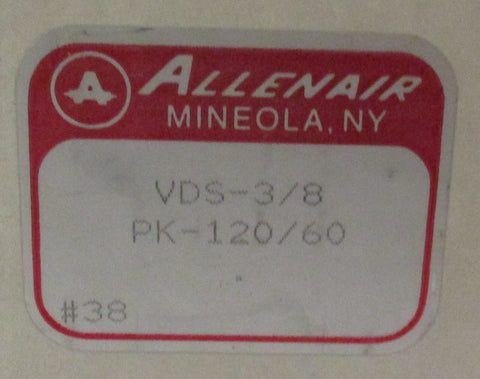 A ALLENAIR
MINEOLA, NY
VDS-3/8
PK-120/60
#38